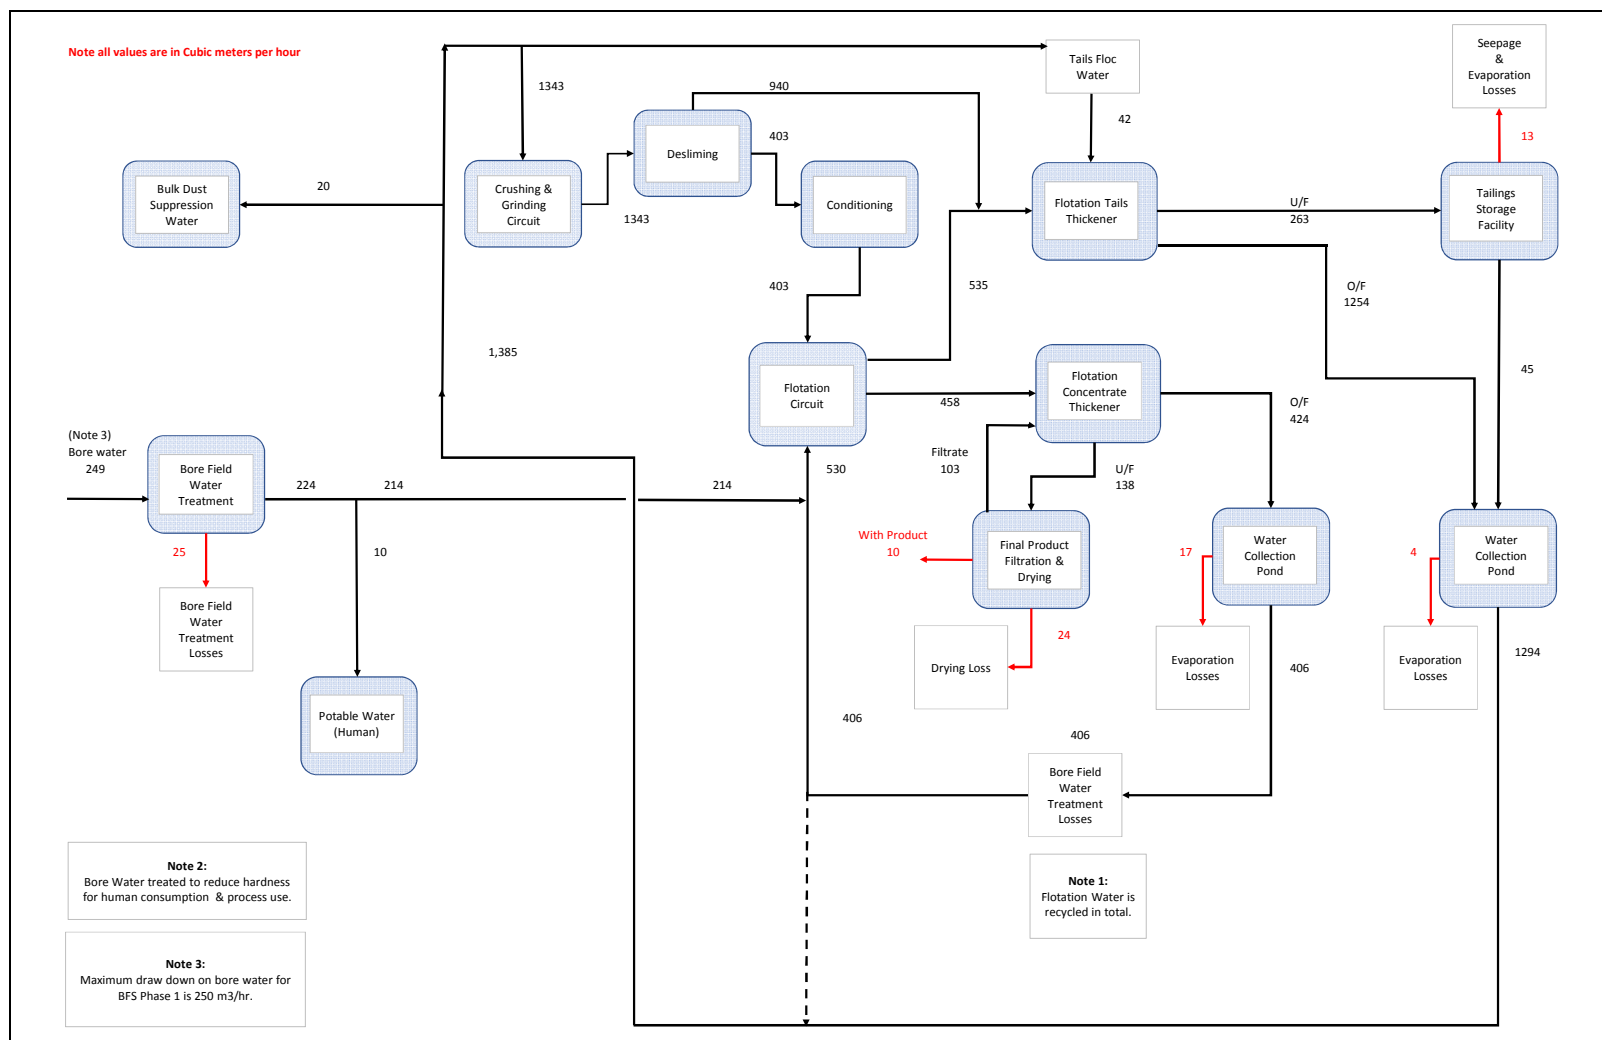 Note all values are in Cubic meters per hour
Tails Floc
Water
Seepage
&
Evaporation
Losses
1343
940
42
13
403
Desliming
Bulk Dust
Suppression
Water
20
Crushing &
Grinding
Circuit
1343
Conditioning
Flotation Tails
Thickener
U/F
263
Tailings
Storage
Facility
403
535
O/F
1254
1,385
45
Flotation
Circuit
458
Flotation
Concentrate
Thickener
O/F
424
(Note 3)
Bore water
249
Bore Field
Water
Treatment
224
214
214
530
Filtrate
103
U/F
138
25
10
With Product
10
Final Product
Filtration &
Drying
17
Water
Collection
Pond
4
Water
Collection
Pond
Bore Field
Water
Treatment
Losses
24
Drying Loss
Evaporation
Losses
406
Evaporation
Losses
1294
Potable Water
(Human)
406
406
Bore Field
Water
Treatment
Losses
Note 2:
Bore Water treated to reduce hardness
for human consumption & process use.
Note 1:
Flotation Water is
recycled in total.
Note 3:
Maximum draw down on bore water for
BFS Phase 1 is 250 m3/hr.